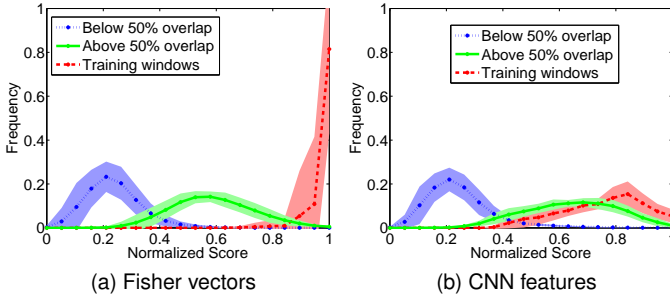 1
0.8
0.6
0.4
0.2
0
Frequency
Below 50% overlap
Above 50% overlap
Training windows
0 0.2 0.4 0.6 0.8 1
Normalized Score
(a) Fisher vectors
1
0.8
0.6
0.4
0.2
0
Frequency
Below 50% overlap
Above 50% overlap
Training windows
0 0.2 0.4 0.6 0.8
Normalized Score
(b) CNN features